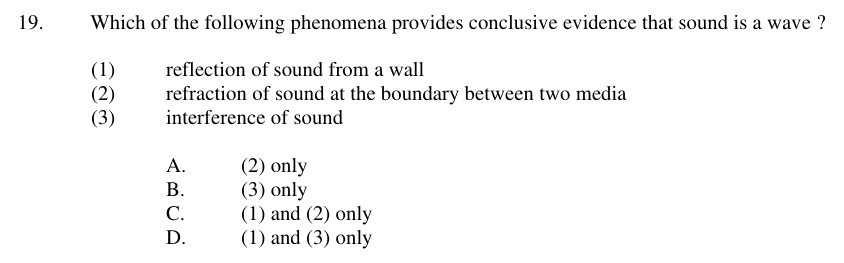 19. Which of the following phenomena provides conclusive evidence that sound is a wave ?
(1) reflection of sound from a wall
(2) refraction of sound at the boundary between two media
(3) interference of sound
A. (2) only
B. (3) only
C. (1) and (2) only
D. (1) and (3) only